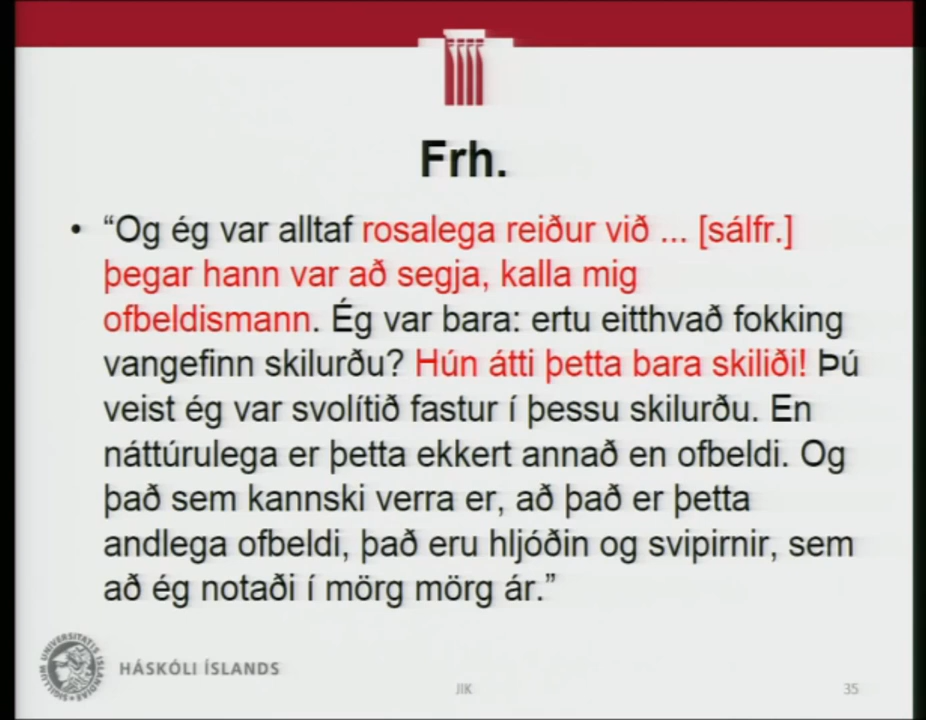 Frh.
• “Og ég var alltaf rosalega reiður við ... [sálfr.]
þegar hann var að segja, kalla mig
ofbeldismann. Ég var bara: ertu eitthvað fokking
vangefinn skilurðu? Hún átti þetta bara skiliði! Þú
veist ég var svolítið fastur í þessu skilurðu. En
náttúrulega er þetta ekkert annað en ofbeldi. Og
það sem kannski verra er, að það er þetta
andlega ofbeldi, það eru hljóðin og svipirnir, sem
að ég notaði í mörg mörg ár.”
HÁSKÓLI ÍSLANDS
JIK
35